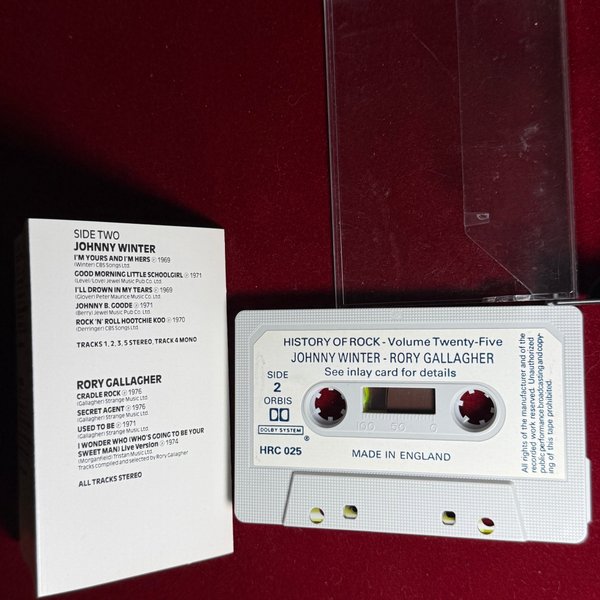 SIDE TWO
JOHNNY WINTER
I'M YOURS AND I'M HERS ℗ 1969
(Winter) CBS Songs Ltd.
GOOD MORNING LITTLE SCHOOLGIRL ℗ 1971
(Level/Love) Jewel Music Pub Co. Ltd.
I'LL DROWN IN MY TEARS ℗ 1969
(Glover) Peter Maurice Music Co. Ltd.
JOHNNY B. GOODE ℗ 1971
(Berry) Jewel Music Pub Co. Ltd.
ROCK 'N' ROLL HOOTCHIE KOO ℗ 1970
(Derringer) CBS Songs Ltd
TRACKS 1, 2, 3, 5 STEREO, TRACK 4 MONO
RORY GALLAGHER
CRADLE ROCK ℗ 1976
(Gallagher) Strange Music Ltd.
SECRET AGENT ℗ 1976
(Gallagher) Strange Music Ltd.
USED TO BE ℗ 1971
(Gallagher) Strange Music Ltd.
I WONDER WHO (WHO'S GOING TO BE YOUR
SWEET MAN) Live Version ℗ 1974
(Morganfield) Tristan Music Ltd.
Tracks compiled and selected by Rory Gallagher
ALL TRACKS STEREO
HISTORY OF ROCK - Volume Twenty-Five
JOHNNY WINTER - RORY GALLAGHER
See inlay card for details
SIDE
2
ORBIS
DOLBY SYSTEM ®
HRC 025
100 50 0
MADE IN ENGLAND
All rights of the manufacturer and of the
recorded work reserved. Unauthorized
public performance broadcasting and copy-
ing of this tape prohibited.